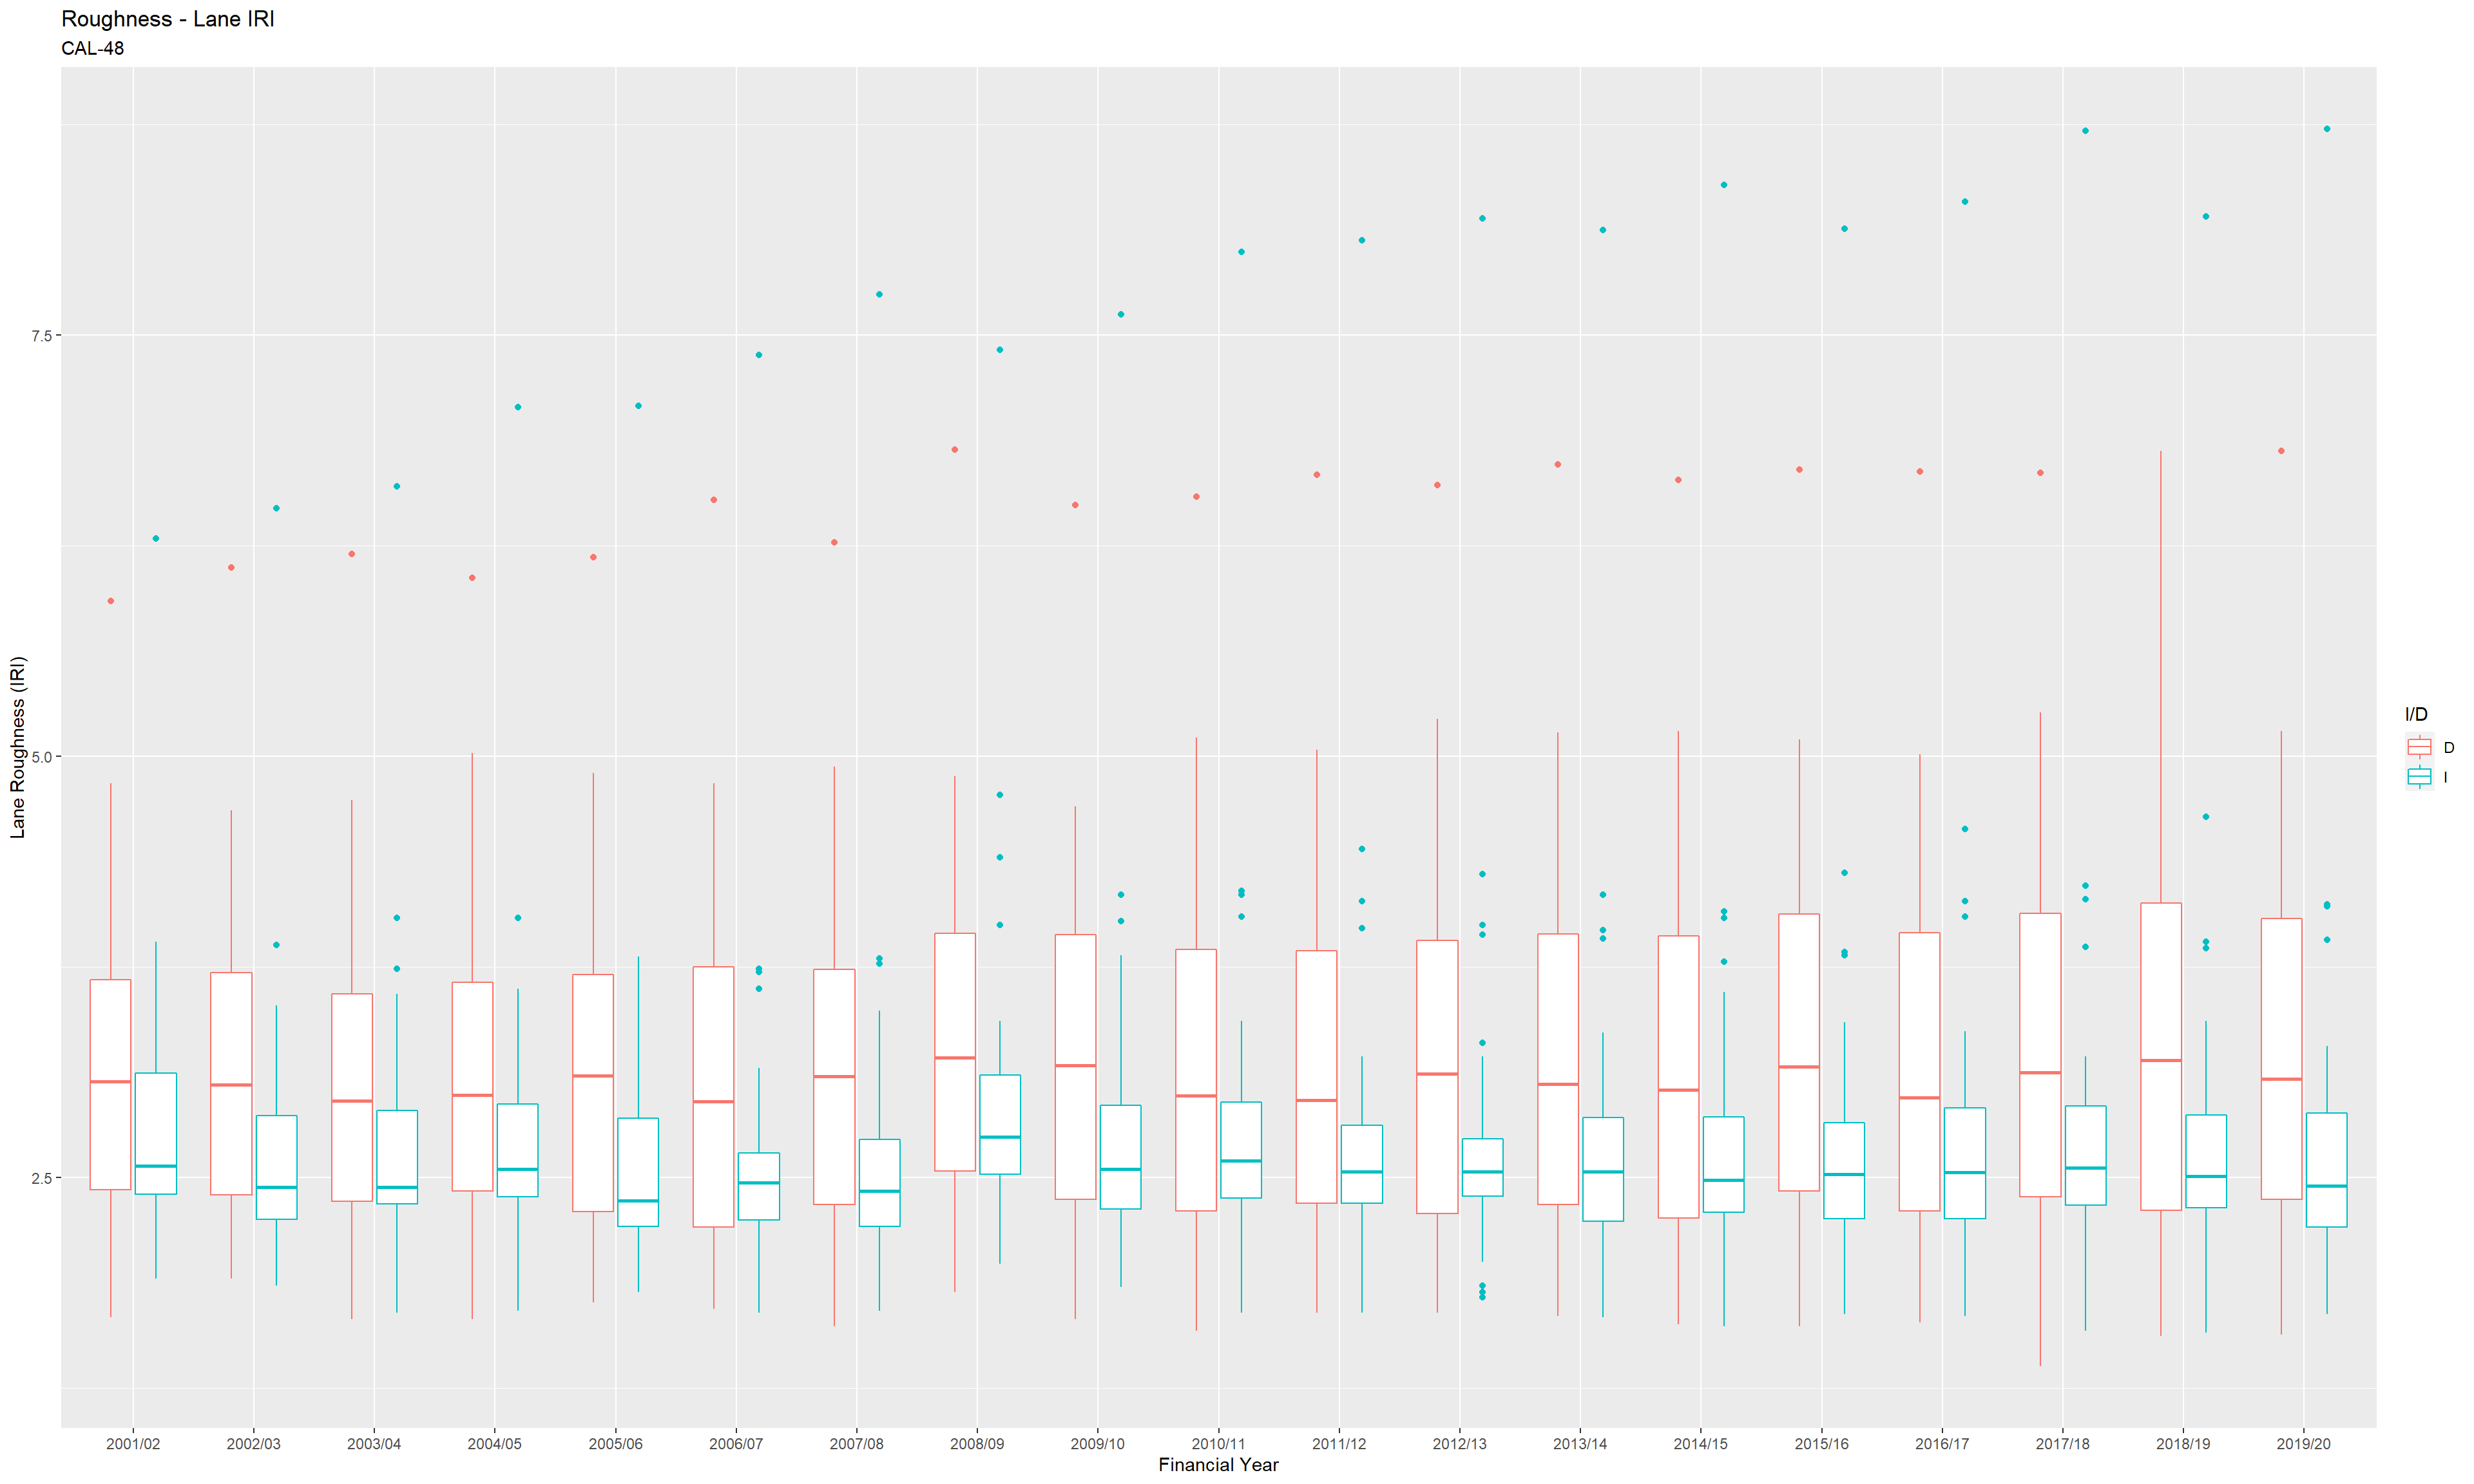 Roughness - Lane IRI
CAL-48
Lane Roughness (IRI)
7.5
5.0
2.5
2001/02 2002/03 2003/04 2004/05 2005/06 2006/07 2007/08 2008/09 2009/10 2010/11 2011/12 2012/13 2013/14 2014/15 2015/16 2016/17 2017/18 2018/19 2019/20
Financial Year
I/D
D
I